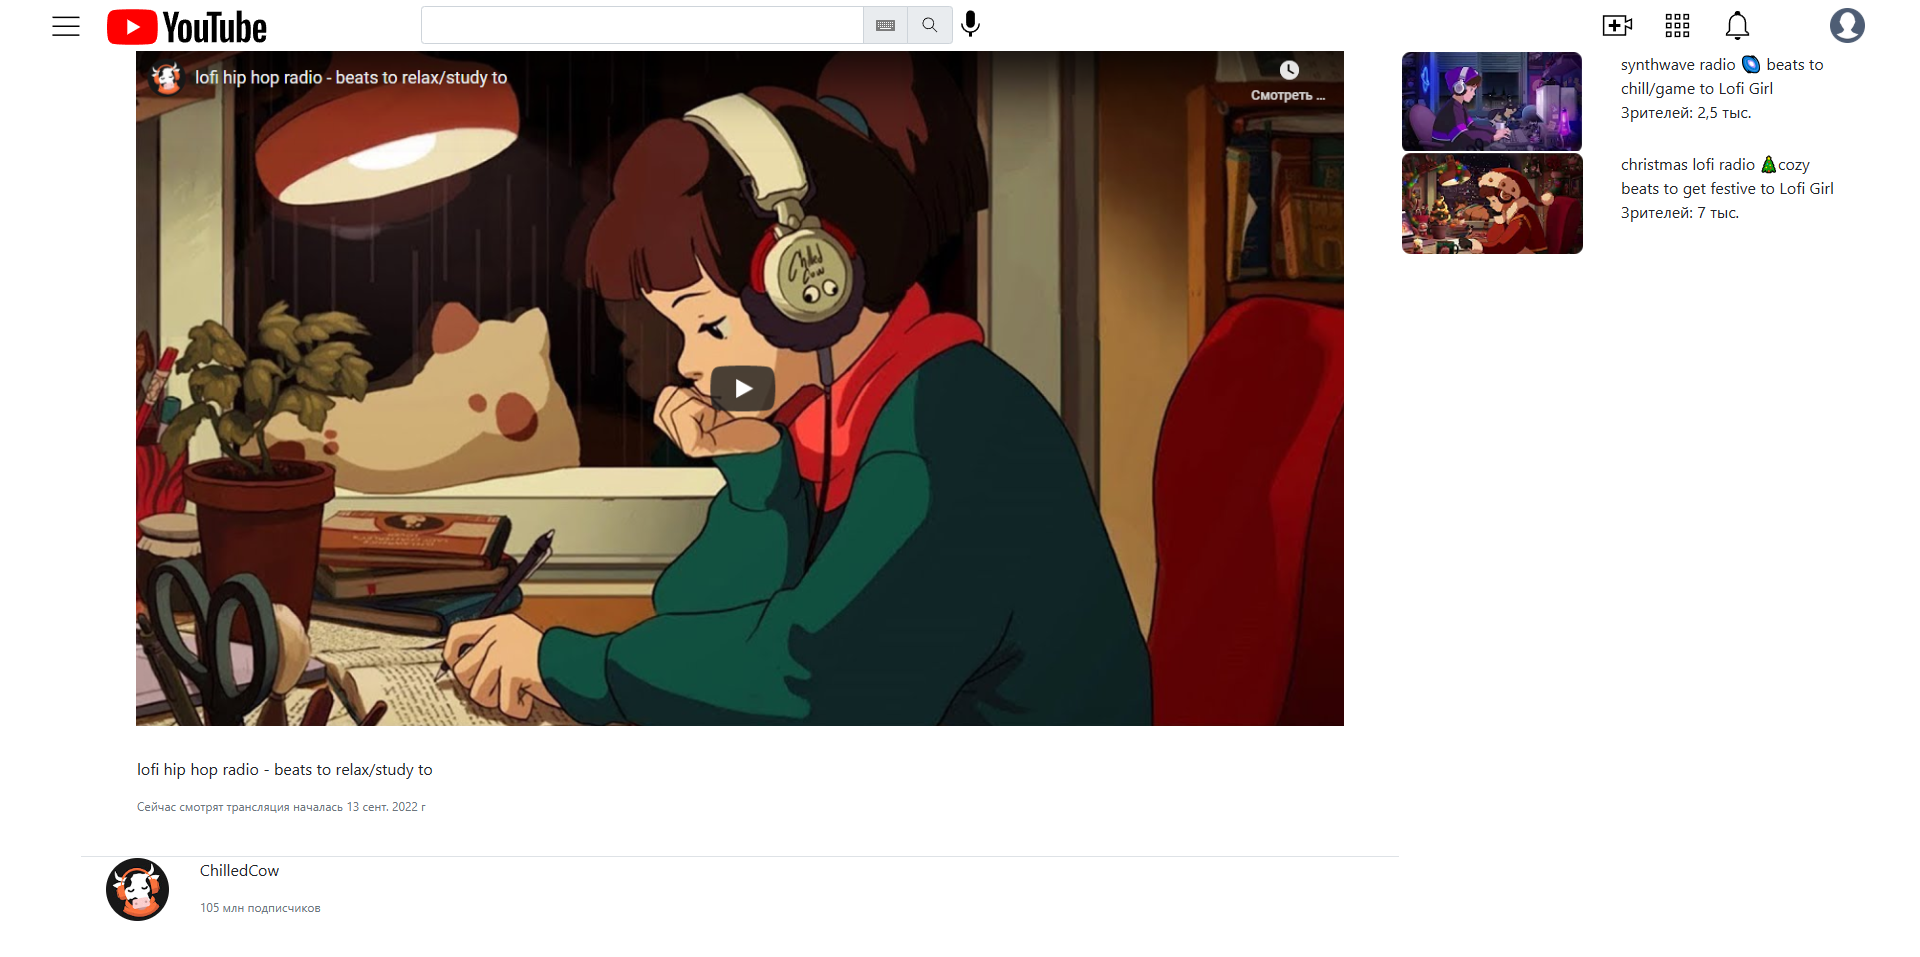 YouTube
lofi hip hop radio - beats to relax/study to
Смотреть ...
Chilled
Cow
synthwave radio 🌌 beats to
chill/game to Lofi Girl
Зрителей: 2,5 тыс.
christmas lofi radio 🎄cozy
beats to get festive to Lofi Girl
Зрителей: 7 тыс.
lofi hip hop radio - beats to relax/study to
Сейчас смотрят трансляция началась 13 сент. 2022 г
ChilledCow
105 млн подписчиков